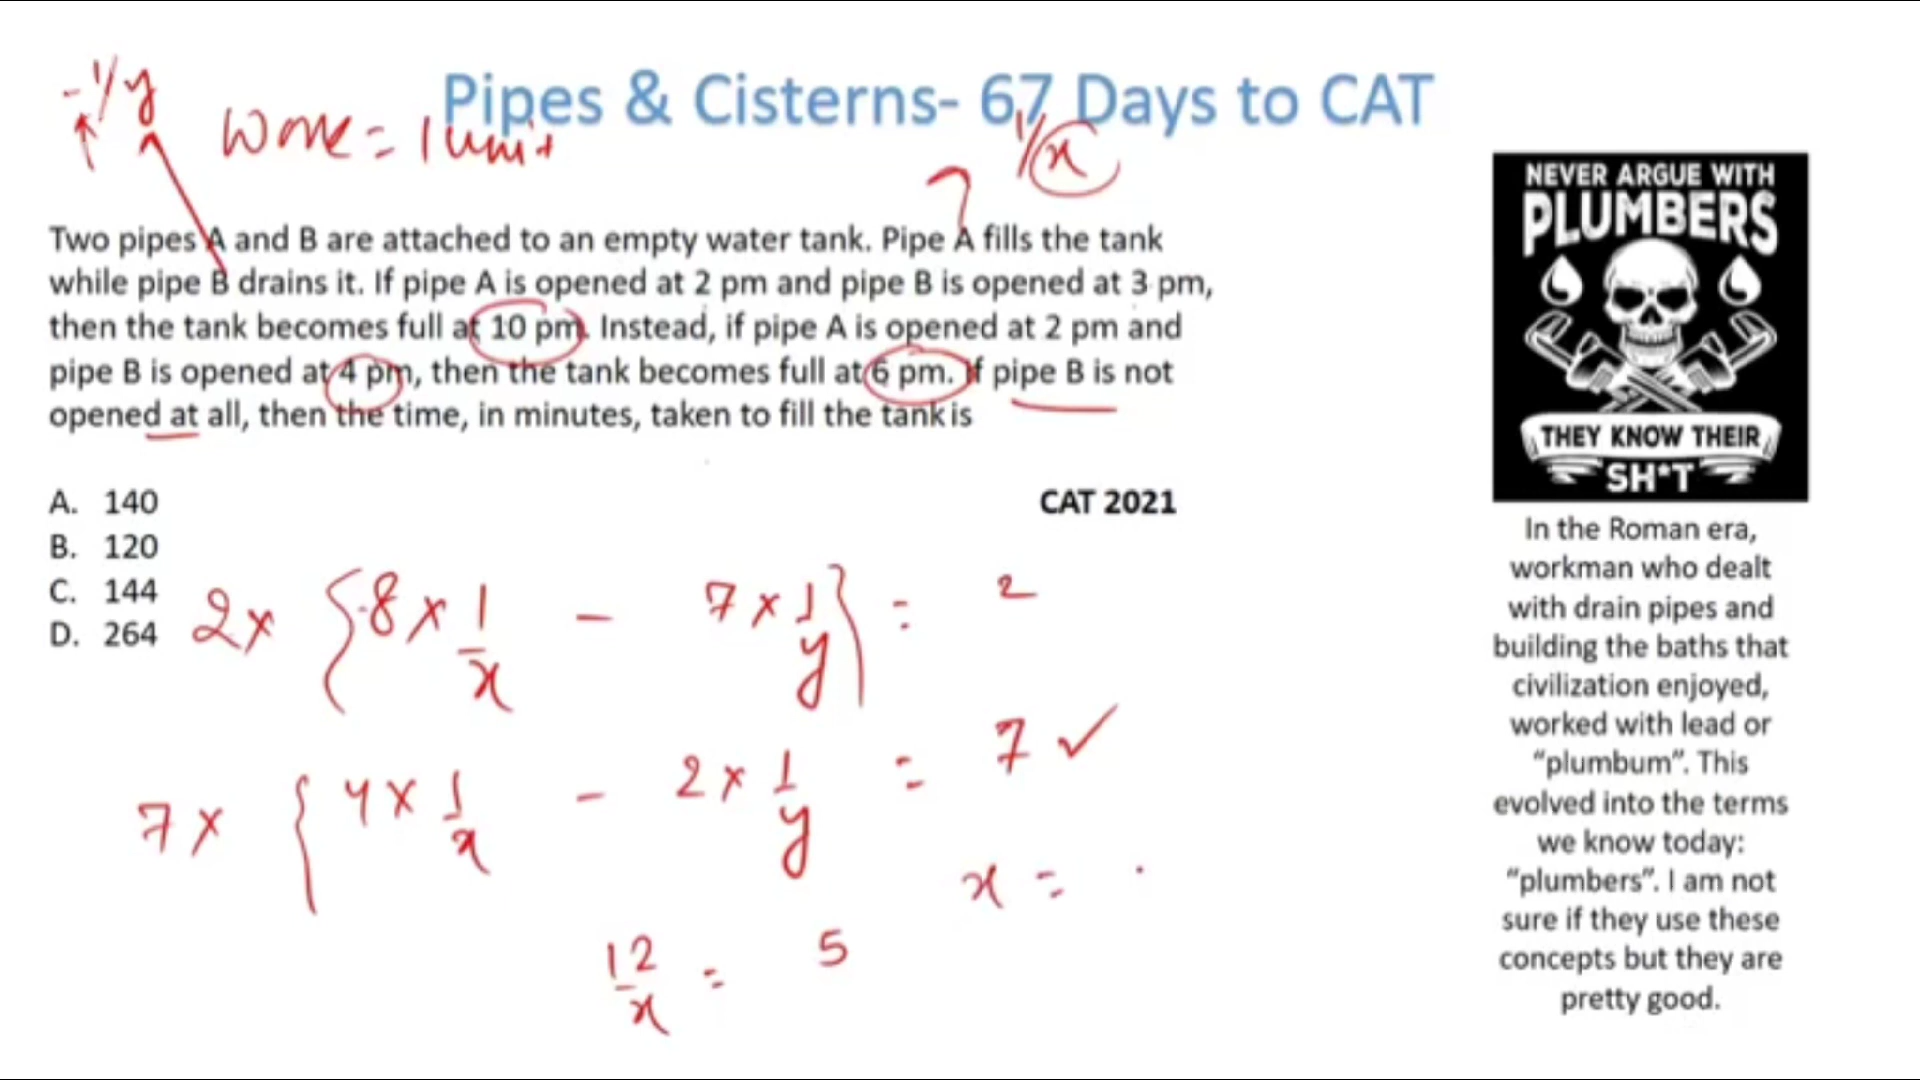 Pipes & Cisterns- 67 Days to CAT
-1/y
Work = 1 unit
1/x
Two pipes A and B are attached to an empty water tank. Pipe A fills the tank
while pipe B drains it. If pipe A is opened at 2 pm and pipe B is opened at 3 pm,
then the tank becomes full at 10 pm. Instead, if pipe A is opened at 2 pm and
pipe B is opened at 4 pm, then the tank becomes full at 6 pm. If pipe B is not
opened at all, then the time, in minutes, taken to fill the tank is
A. 140
B. 120
C. 144
D. 264
CAT 2021
2 × { 8 × 1/x - 7 × 1/y } = 2
7 × { 4 × 1/x - 2 × 1/y = 7 ✓
x =
12/x = 5
NEVER ARGUE WITH
PLUMBERS
THEY KNOW THEIR
SH*T
In the Roman era,
workman who dealt
with drain pipes and
building the baths that
civilization enjoyed,
worked with lead or
“plumbum”. This
evolved into the terms
we know today:
“plumbers”. I am not
sure if they use these
concepts but they are
pretty good.